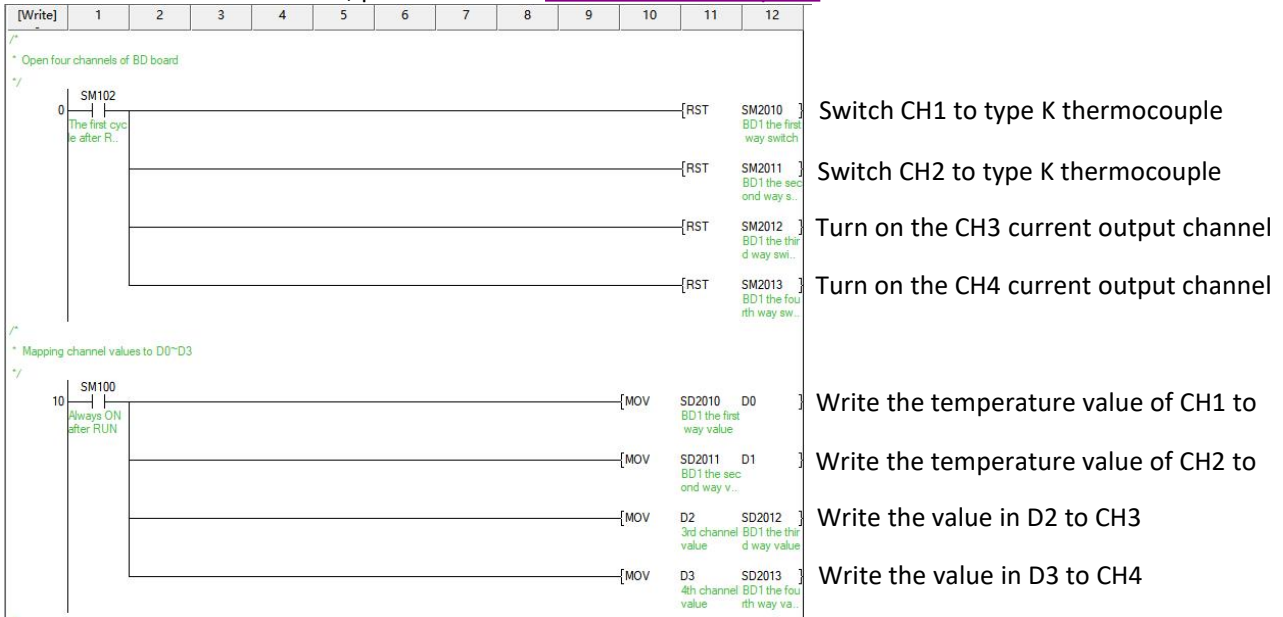 [Write] 1 2 3 4 5 6 7 8 9 10 11 12
/*
* Open four channels of BD board
*/
SM102
0 [RST SM2010 ] Switch CH1 to type K thermocouple
The first cyc
le after R..
BD1 the first
way switch
[RST SM2011 ] Switch CH2 to type K thermocouple
BD1 the sec
ond way s..
[RST SM2012 ] Turn on the CH3 current output channel
BD1 the thir
d way swi..
[RST SM2013 ] Turn on the CH4 current output channel
BD1 the fou
rth way sw..
/*
* Mapping channel values to D0~D3
*/
SM100
10 [MOV SD2010 D0 ] Write the temperature value of CH1 to
Always ON
after RUN
BD1 the first
way value
[MOV SD2011 D1 ] Write the temperature value of CH2 to
BD1 the sec
ond way v..
[MOV D2 SD2012 ] Write the value in D2 to CH3
3rd channel BD1 the thir
value d way value
[MOV D3 SD2013 ] Write the value in D3 to CH4
4th channel BD1 the fou
value rth way va..